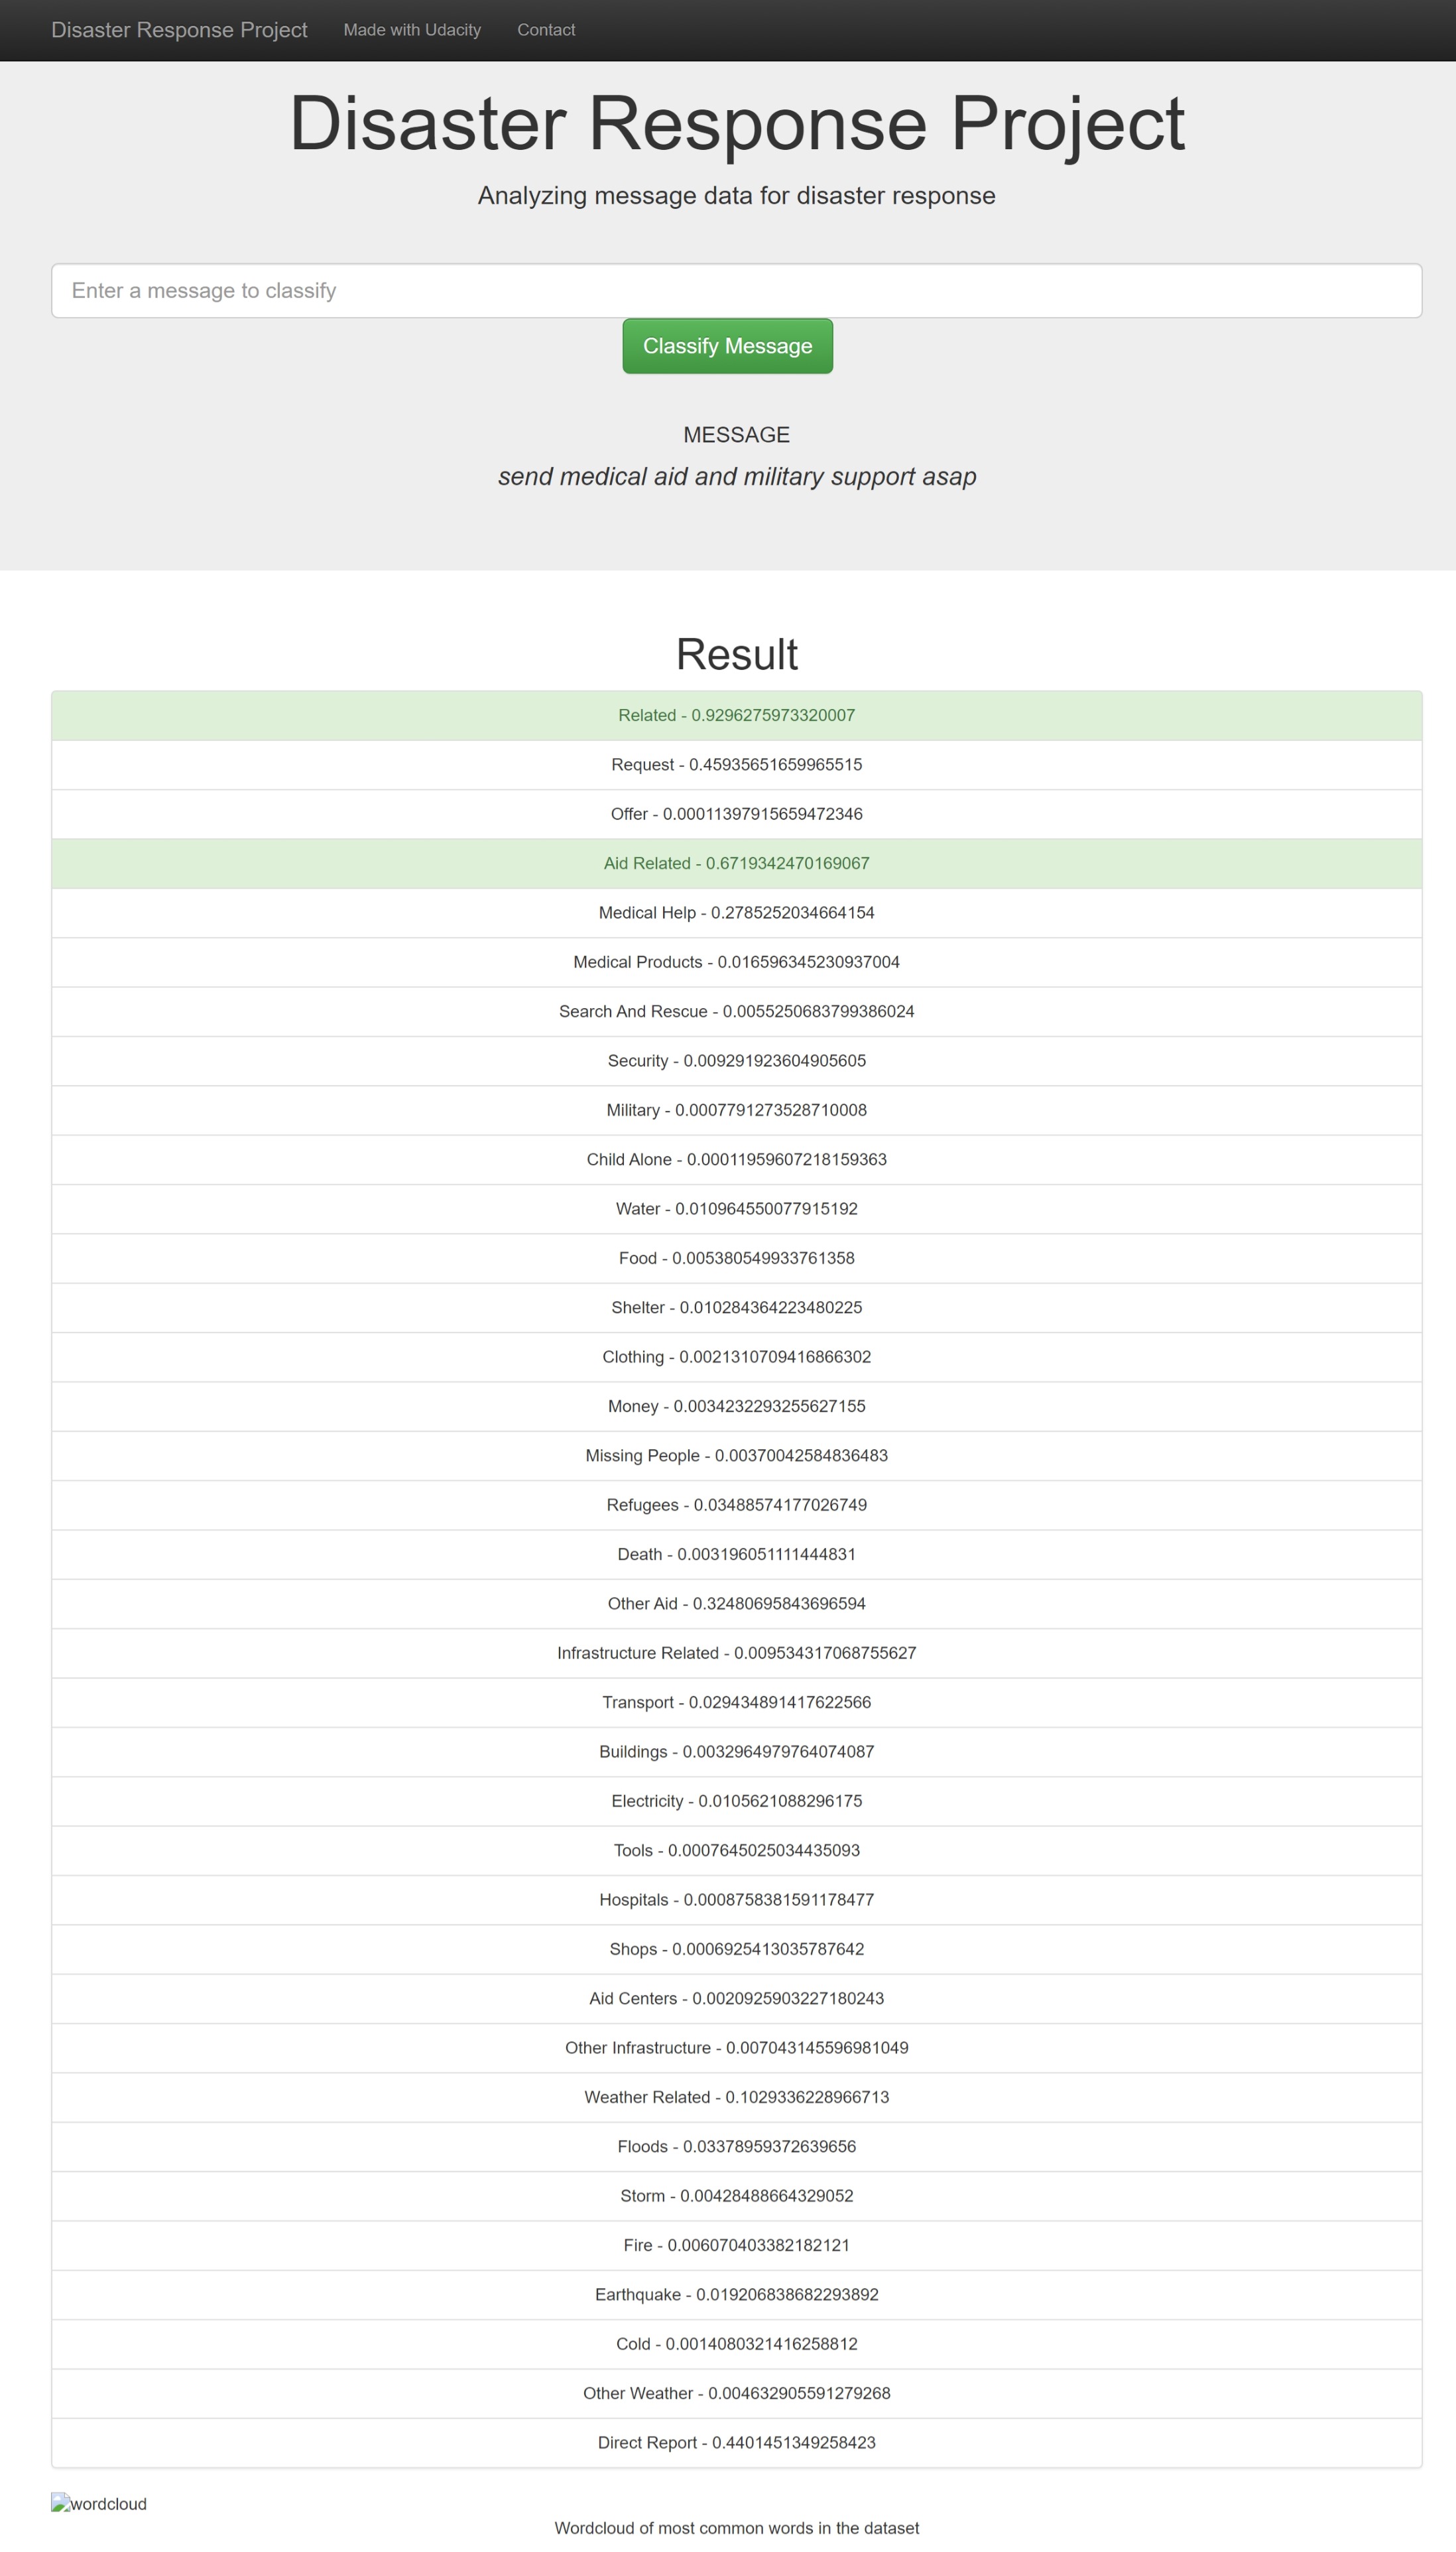 Disaster Response Project Made with Udacity Contact
Disaster Response Project
Analyzing message data for disaster response
Enter a message to classify
Classify Message
MESSAGE
send medical aid and military support asap
Result
Related - 0.9296275973320007
Request - 0.45935651659965515
Offer - 0.00011397915659472346
Aid Related - 0.6719342470169067
Medical Help - 0.2785252034664154
Medical Products - 0.016596345230937004
Search And Rescue - 0.0055250683799386024
Security - 0.009291923604905605
Military - 0.0007791273528710008
Child Alone - 0.00011959607218159363
Water - 0.010964550077915192
Food - 0.005380549933761358
Shelter - 0.010284364223480225
Clothing - 0.0021310709416866302
Money - 0.0034232293255627155
Missing People - 0.00370042584836483
Refugees - 0.03488574177026749
Death - 0.003196051111444831
Other Aid - 0.32480695843696594
Infrastructure Related - 0.009534317068755627
Transport - 0.029434891417622566
Buildings - 0.0032964979764074087
Electricity - 0.0105621088296175
Tools - 0.0007645025034435093
Hospitals - 0.0008758381591178477
Shops - 0.0006925413035787642
Aid Centers - 0.0020925903227180243
Other Infrastructure - 0.007043145596981049
Weather Related - 0.1029336228966713
Floods - 0.03378959372639656
Storm - 0.00428488664329052
Fire - 0.006070403382182121
Earthquake - 0.019206838682293892
Cold - 0.0014080321416258812
Other Weather - 0.004632905591279268
Direct Report - 0.4401451349258423
wordcloud
Wordcloud of most common words in the dataset